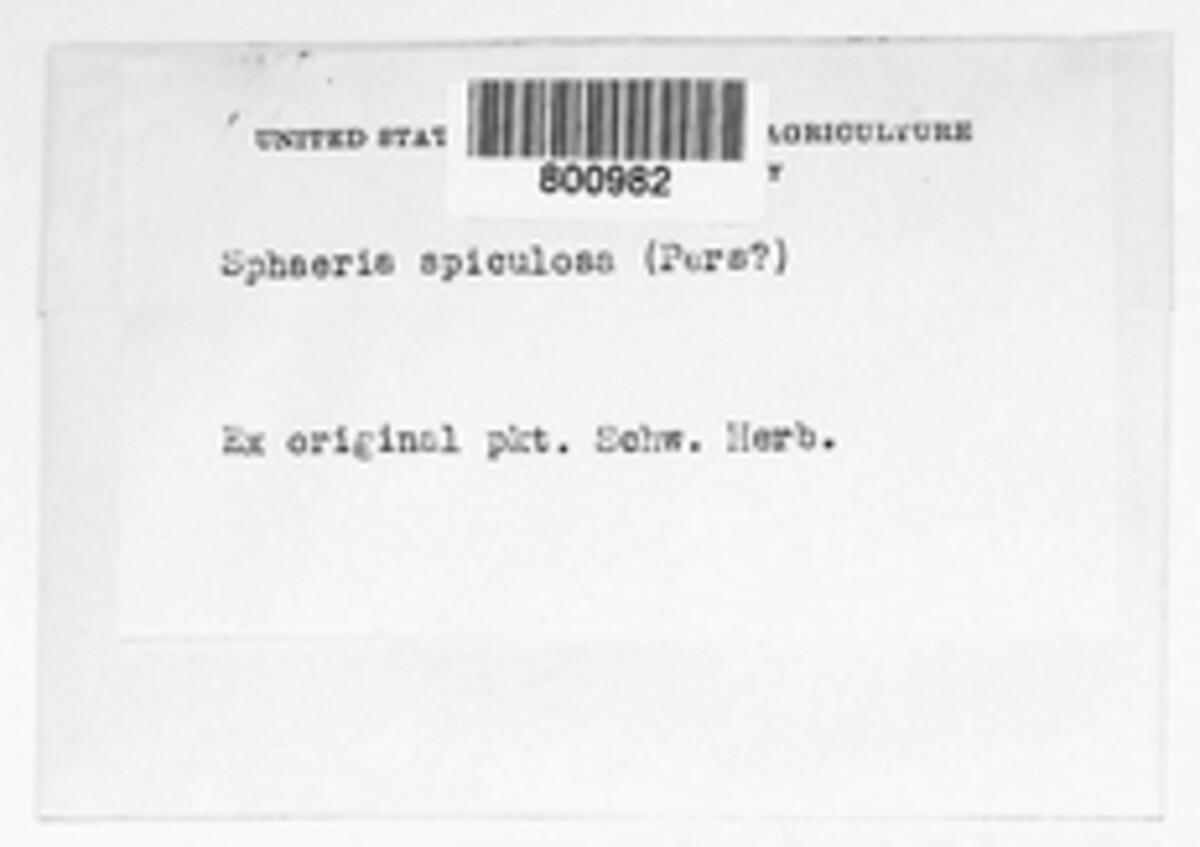 UNITED STAT AGRICULTURE
Y
800982
Sphaeria spiculosa (Pers?)
Ex original pkt. Schw. Herb.